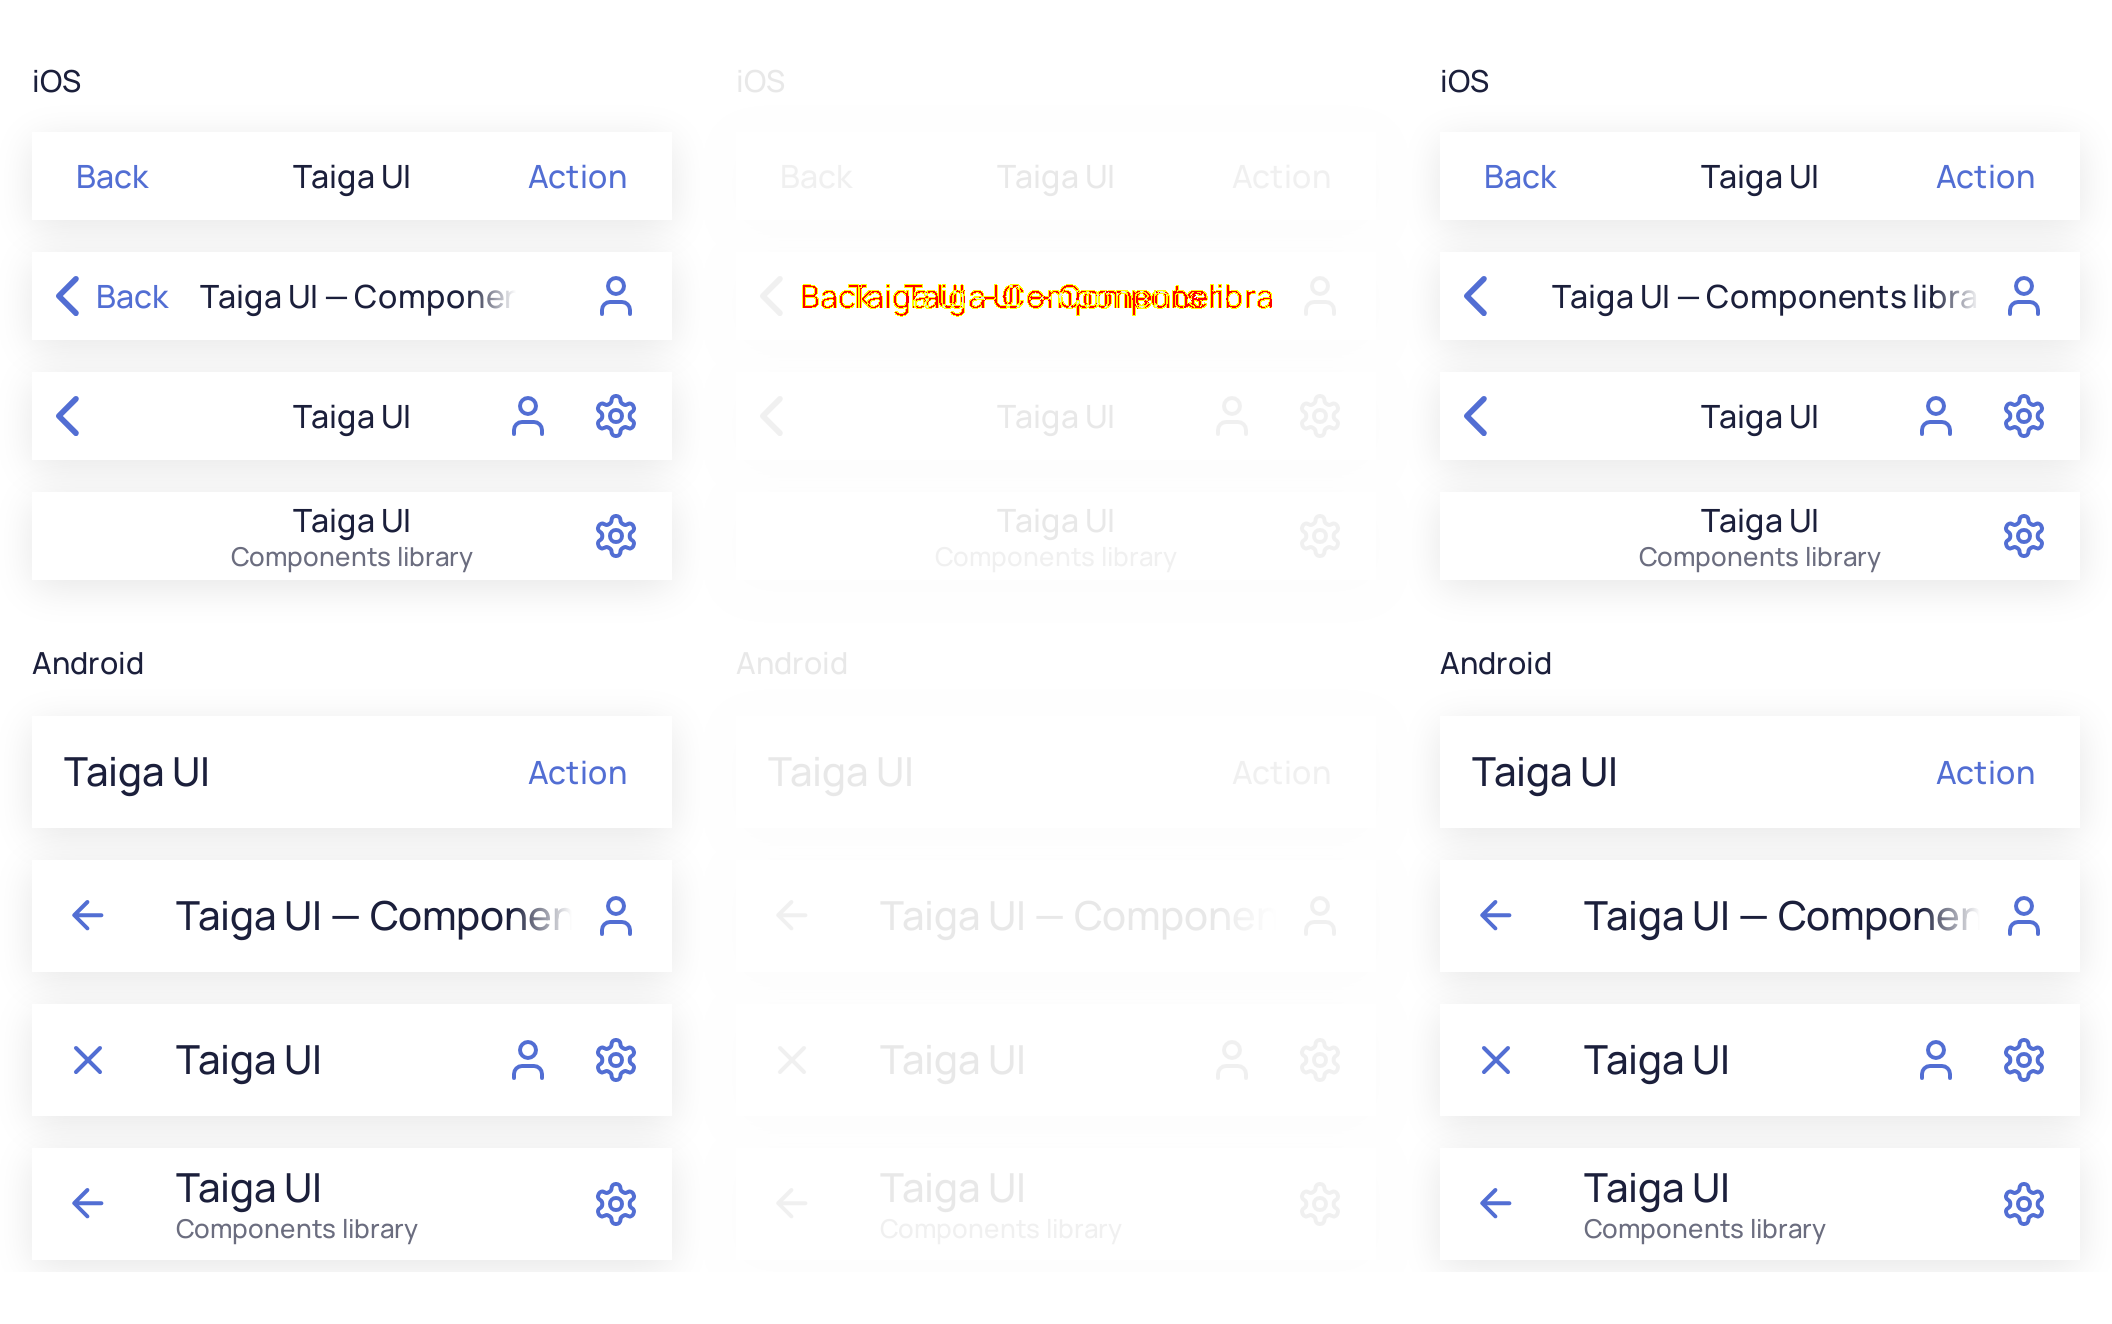 iOS
Back Taiga UI Action
Back Taiga UI — Componer
Taiga UI
Taiga UI
Components library
Android
Taiga UI Action
Taiga UI — Componen
Taiga UI
Taiga UI
Components library
iOS
Back Taiga UI Action
Taiga UI
Taiga UI
Components library
Android
Taiga UI Action
Taiga UI — Componen
Taiga UI
Taiga UI
Components library
iOS
Back Taiga UI Action
Taiga UI — Components libra
Taiga UI
Taiga UI
Components library
Android
Taiga UI Action
Taiga UI — Componen
Taiga UI
Taiga UI
Components library